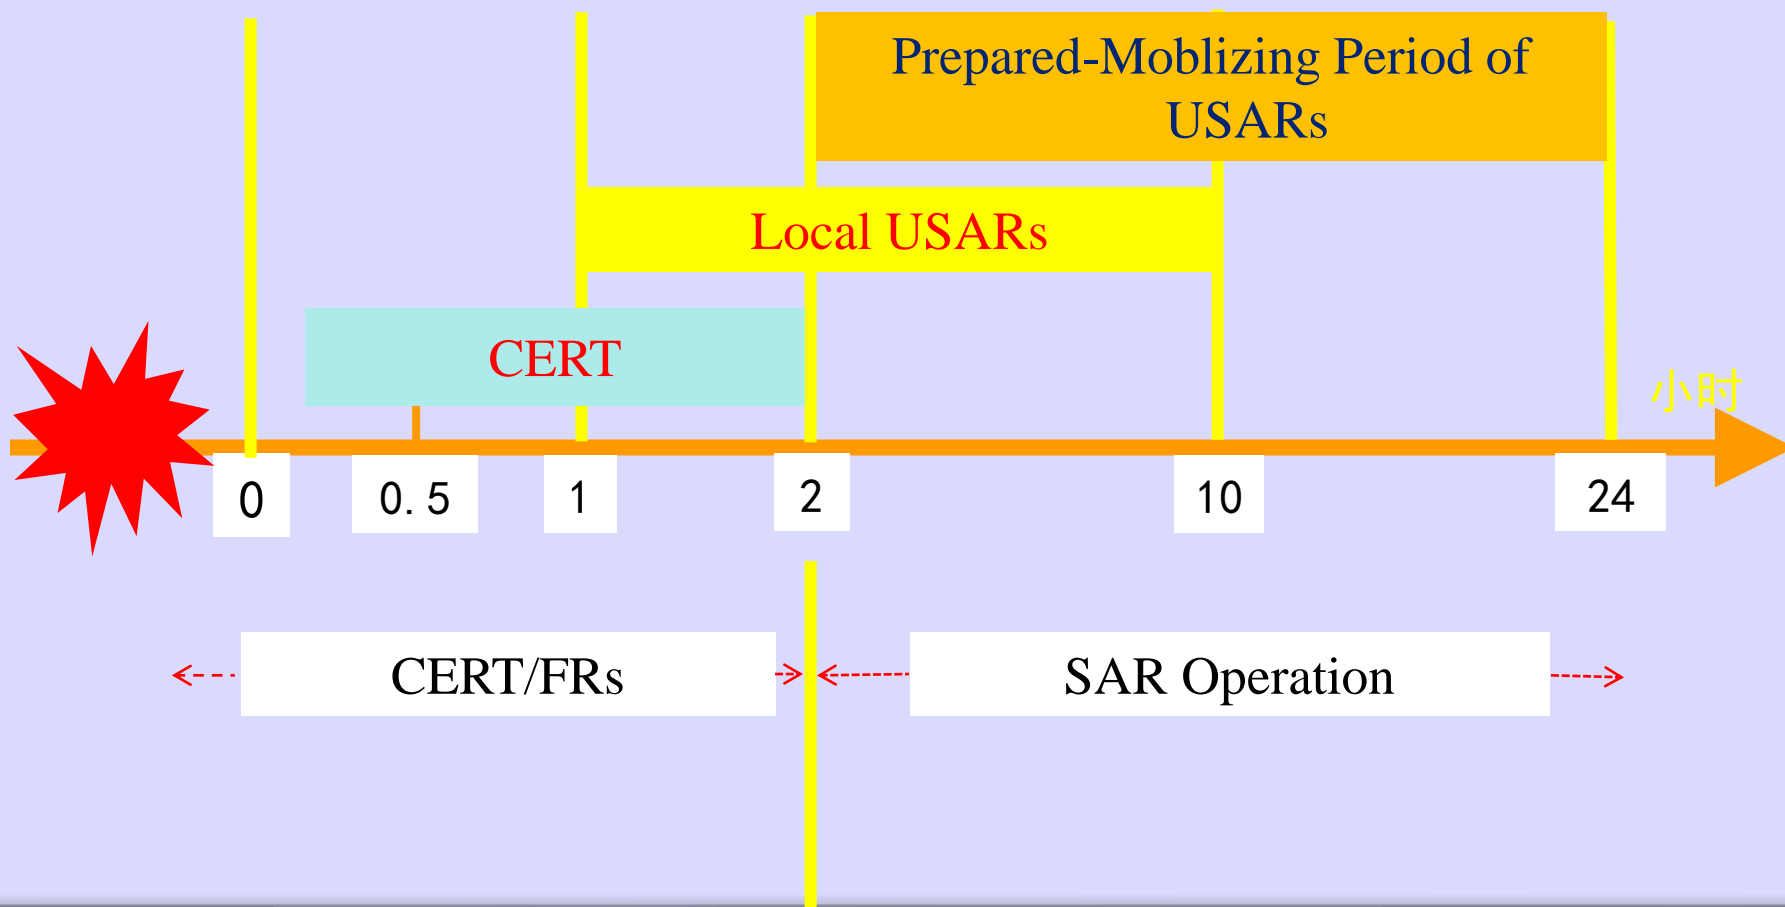 Prepared-Moblizing Period of
USARs
Local USARs
CERT
小时
0
0.5
1
2
10
24
CERT/FRs
SAR Operation